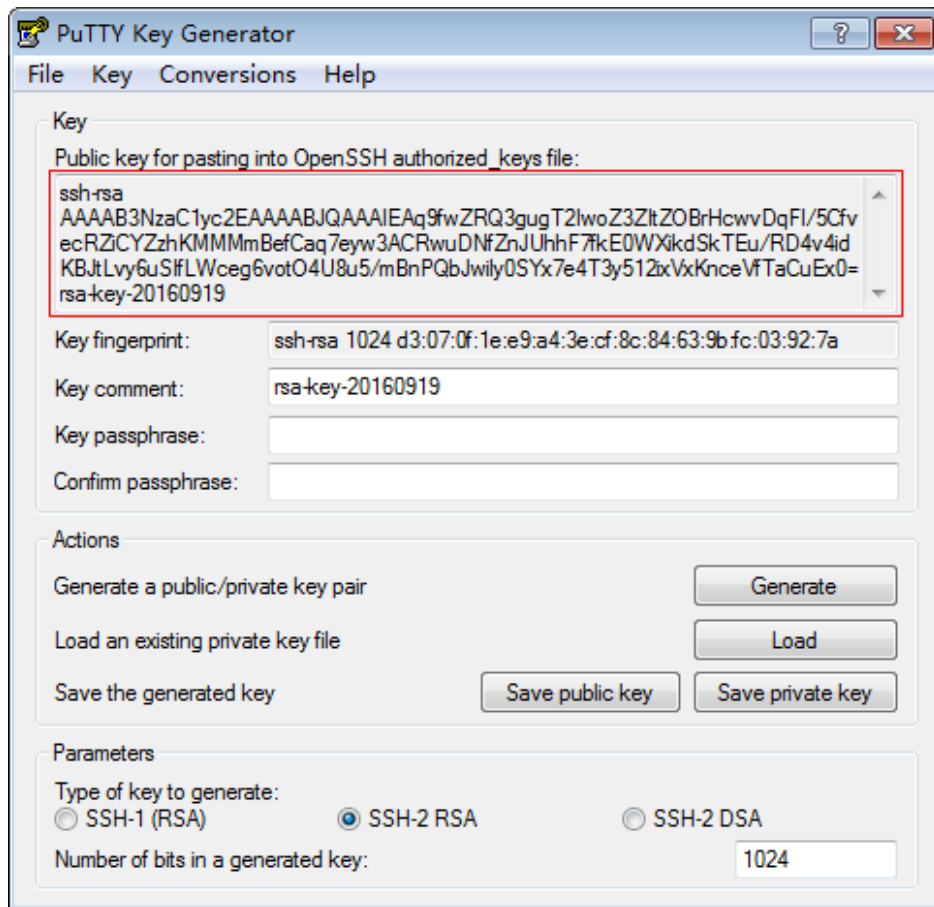 PuTTY Key Generator
File Key Conversions Help
Key
Public key for pasting into OpenSSH authorized_keys file:
ssh-rsa
AAAAB3NzaC1yc2EAAAABJQAAAIEAq9fwZRQ3gugT2IwoZ3ZltZOBrHcwvDqFI/5Cfv
ecRZiCYZzhKMMMmBefCaq7eyw3ACRwuDNfZnJUhhF7fkE0WXikdSkTEu/RD4v4id
KBJtLvy6uSlfLWceg6votO4U8u5/mBnPQbJwily0SYx7e4T3y512ixVxKnceVfTaCuEx0=
rsa-key-20160919
Key fingerprint: ssh-rsa 1024 d3:07:0f:1e:e9:a4:3e:cf:8c:84:63:9b:fc:03:92:7a
Key comment: rsa-key-20160919
Key passphrase:
Confirm passphrase:
Actions
Generate a public/private key pair Generate
Load an existing private key file Load
Save the generated key Save public key Save private key
Parameters
Type of key to generate:
SSH-1 (RSA) SSH-2 RSA SSH-2 DSA
Number of bits in a generated key: 1024